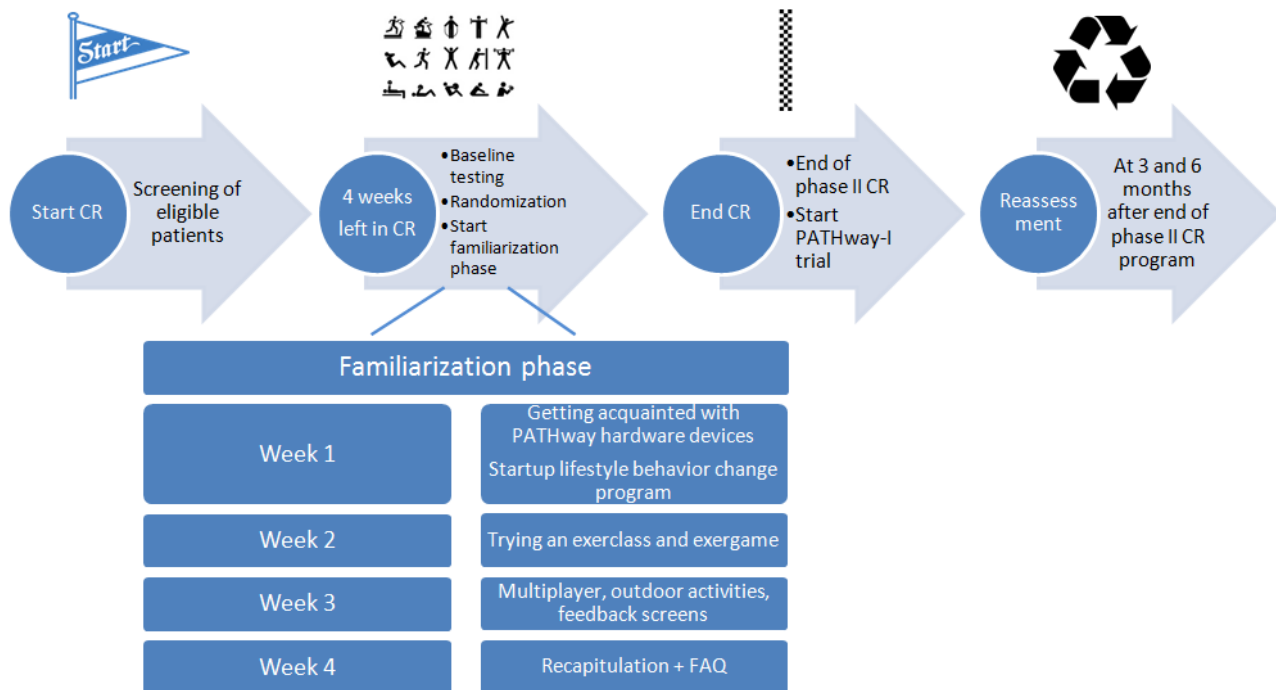 Start
Start CR
Screening of
eligible
patients
4 weeks
left in CR
•Baseline
testing
•Randomization
•Start
familiarization
phase
End CR
•End of
phase II CR
•Start
PATHway-I
trial
Reassess
ment
At 3 and 6
months
after end of
phase II CR
program
Familiarization phase
Week 1
Getting acquainted with
PATHway hardware devices
Startup lifestyle behavior change
program
Week 2
Trying an exerclass and exergame
Week 3
Multiplayer, outdoor activities,
feedback screens
Week 4
Recapitulation + FAQ